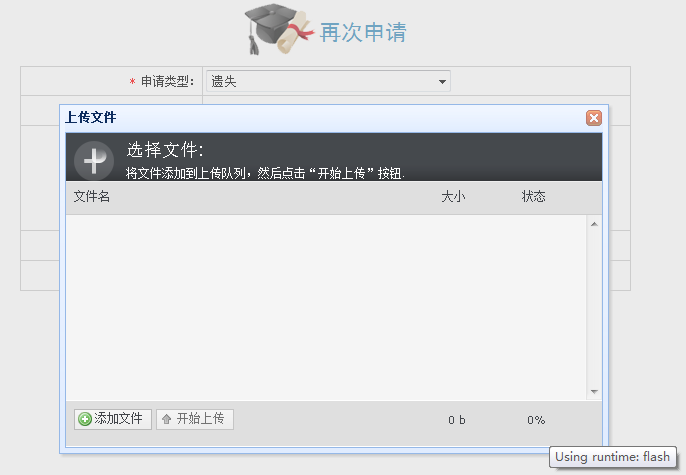 再次申请
* 申请类型： 遗失
上传文件
选择文件:
将文件添加到上传队列，然后点击“开始上传”按钮.
文件名 大小 状态
添加文件 开始上传 0 b 0%
Using runtime: flash